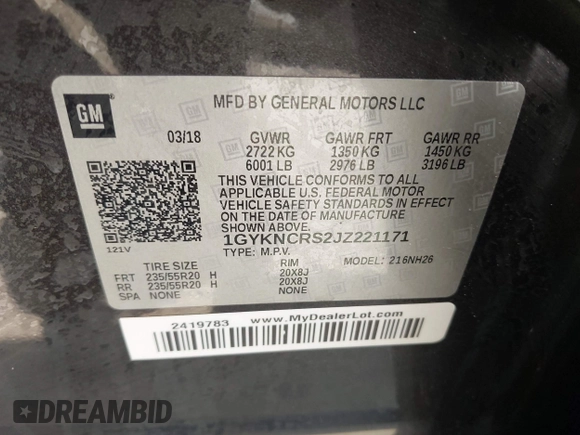 GM
MFD BY GENERAL MOTORS LLC
03/18 GVWR GAWR FRT GAWR RR
2722 KG 1350 KG 1450 KG
6001 LB 2976 LB 3196 LB
THIS VEHICLE CONFORMS TO ALL
APPLICABLE U.S. FEDERAL MOTOR
VEHICLE SAFETY STANDARDS IN EFFECT
ON THE DATE OF MANUFACTURE
SHOWN ABOVE.
1GYKNCRS2JZ221171
TYPE: M.P.V. MODEL: 216NH26
121V
TIRE SIZE RIM
FRT 235/55R20 H 20X8J
RR 235/55R20 H 20X8J
SPA NONE NONE
2419783 www.MyDealerLot.com
DREAMBID